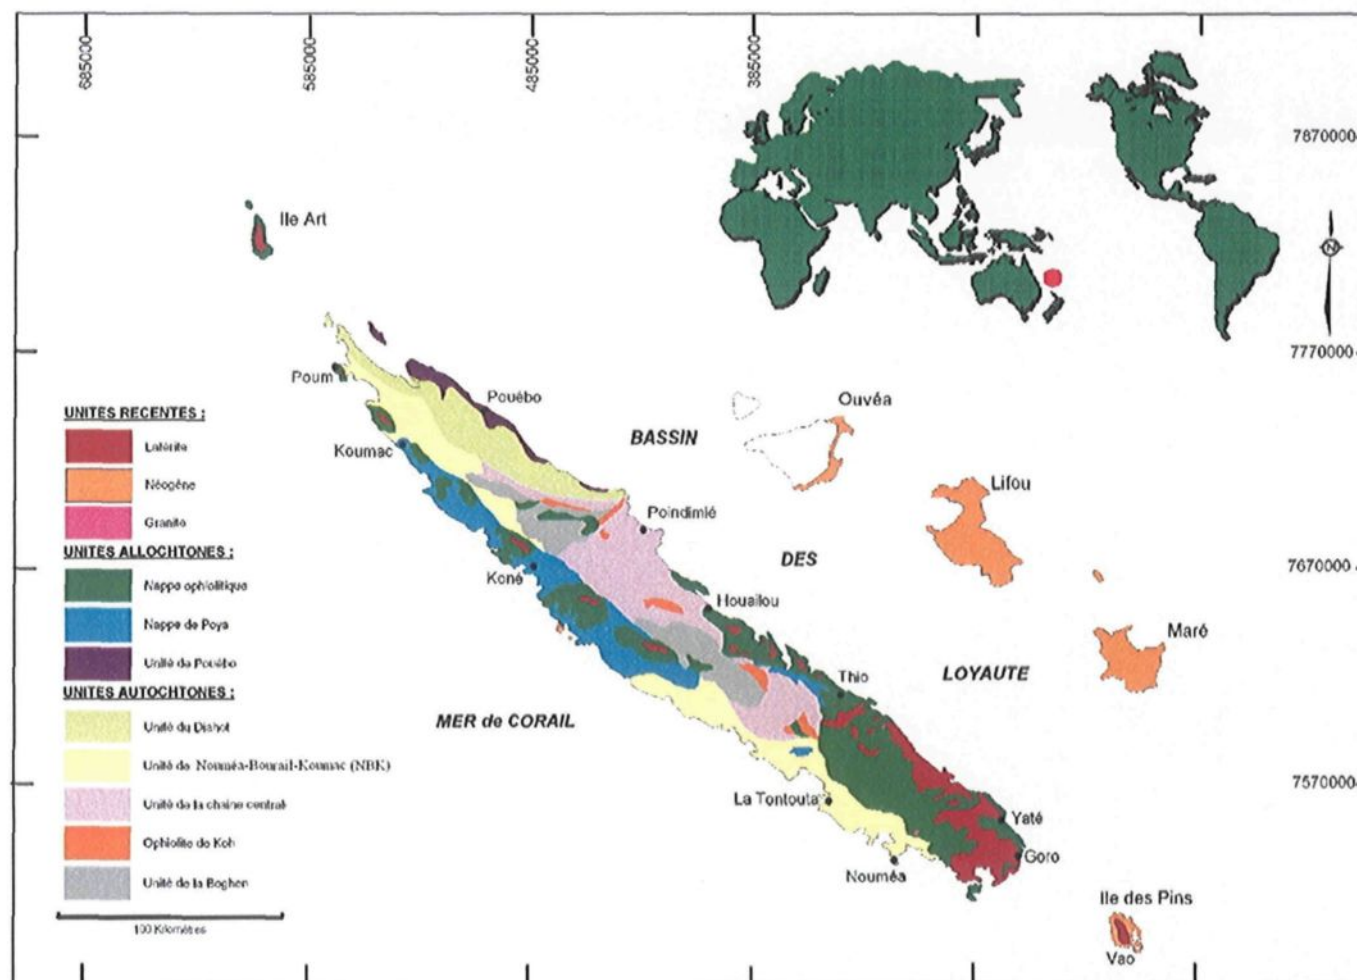 685000
585000
485000
385000
7870000
N
Ile Art
7770000
Poum
Pouébo
Ouvéa
BASSIN
UNITES RECENTES :
Latérite
Koumac
Néogène
Lifou
Granite
Poindimié
UNITES ALLOCHTONES :
DES
Nappe ophiolitique
Koné
7670000
Houaïlou
Nappe de Poya
Maré
Unité de Pouébo
Thio
LOYAUTE
UNITES AUTOCHTONES :
MER de CORAIL
Unité du Diahot
Unité de Nouméa-Bourail-Koumac (NBK)
7570000
Unité de la chaine central
La Tontouta
Yaté
Ophiolite de Koh
Goro
Unité de la Boghen
Nouméa
Ile des Pins
100 Kilomètres
Vao